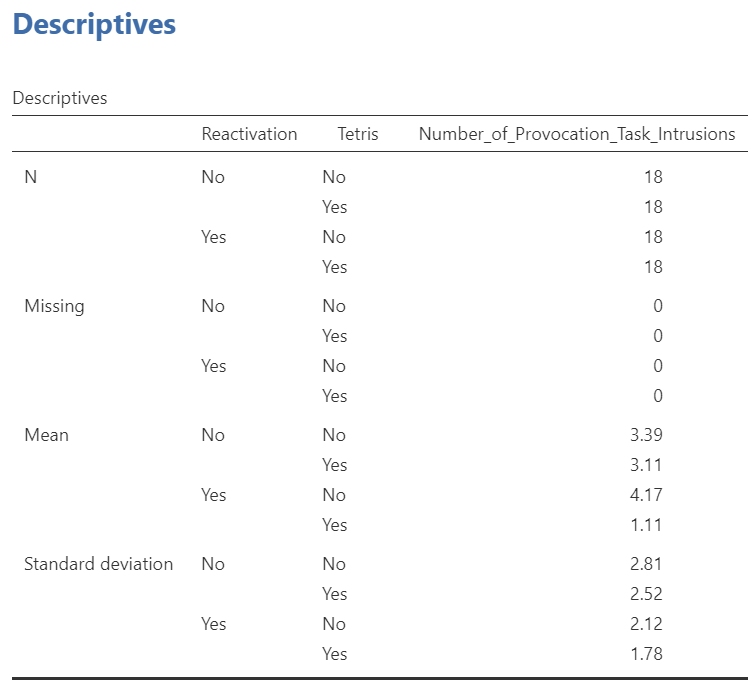 Descriptives
Descriptives
Reactivation Tetris Number_of_Provocation_Task_Intrusions
N No No 18
Yes 18
Yes No 18
Yes 18
Missing No No 0
Yes 0
Yes No 0
Yes 0
Mean No No 3.39
Yes 3.11
Yes No 4.17
Yes 1.11
Standard deviation No No 2.81
Yes 2.52
Yes No 2.12
Yes 1.78